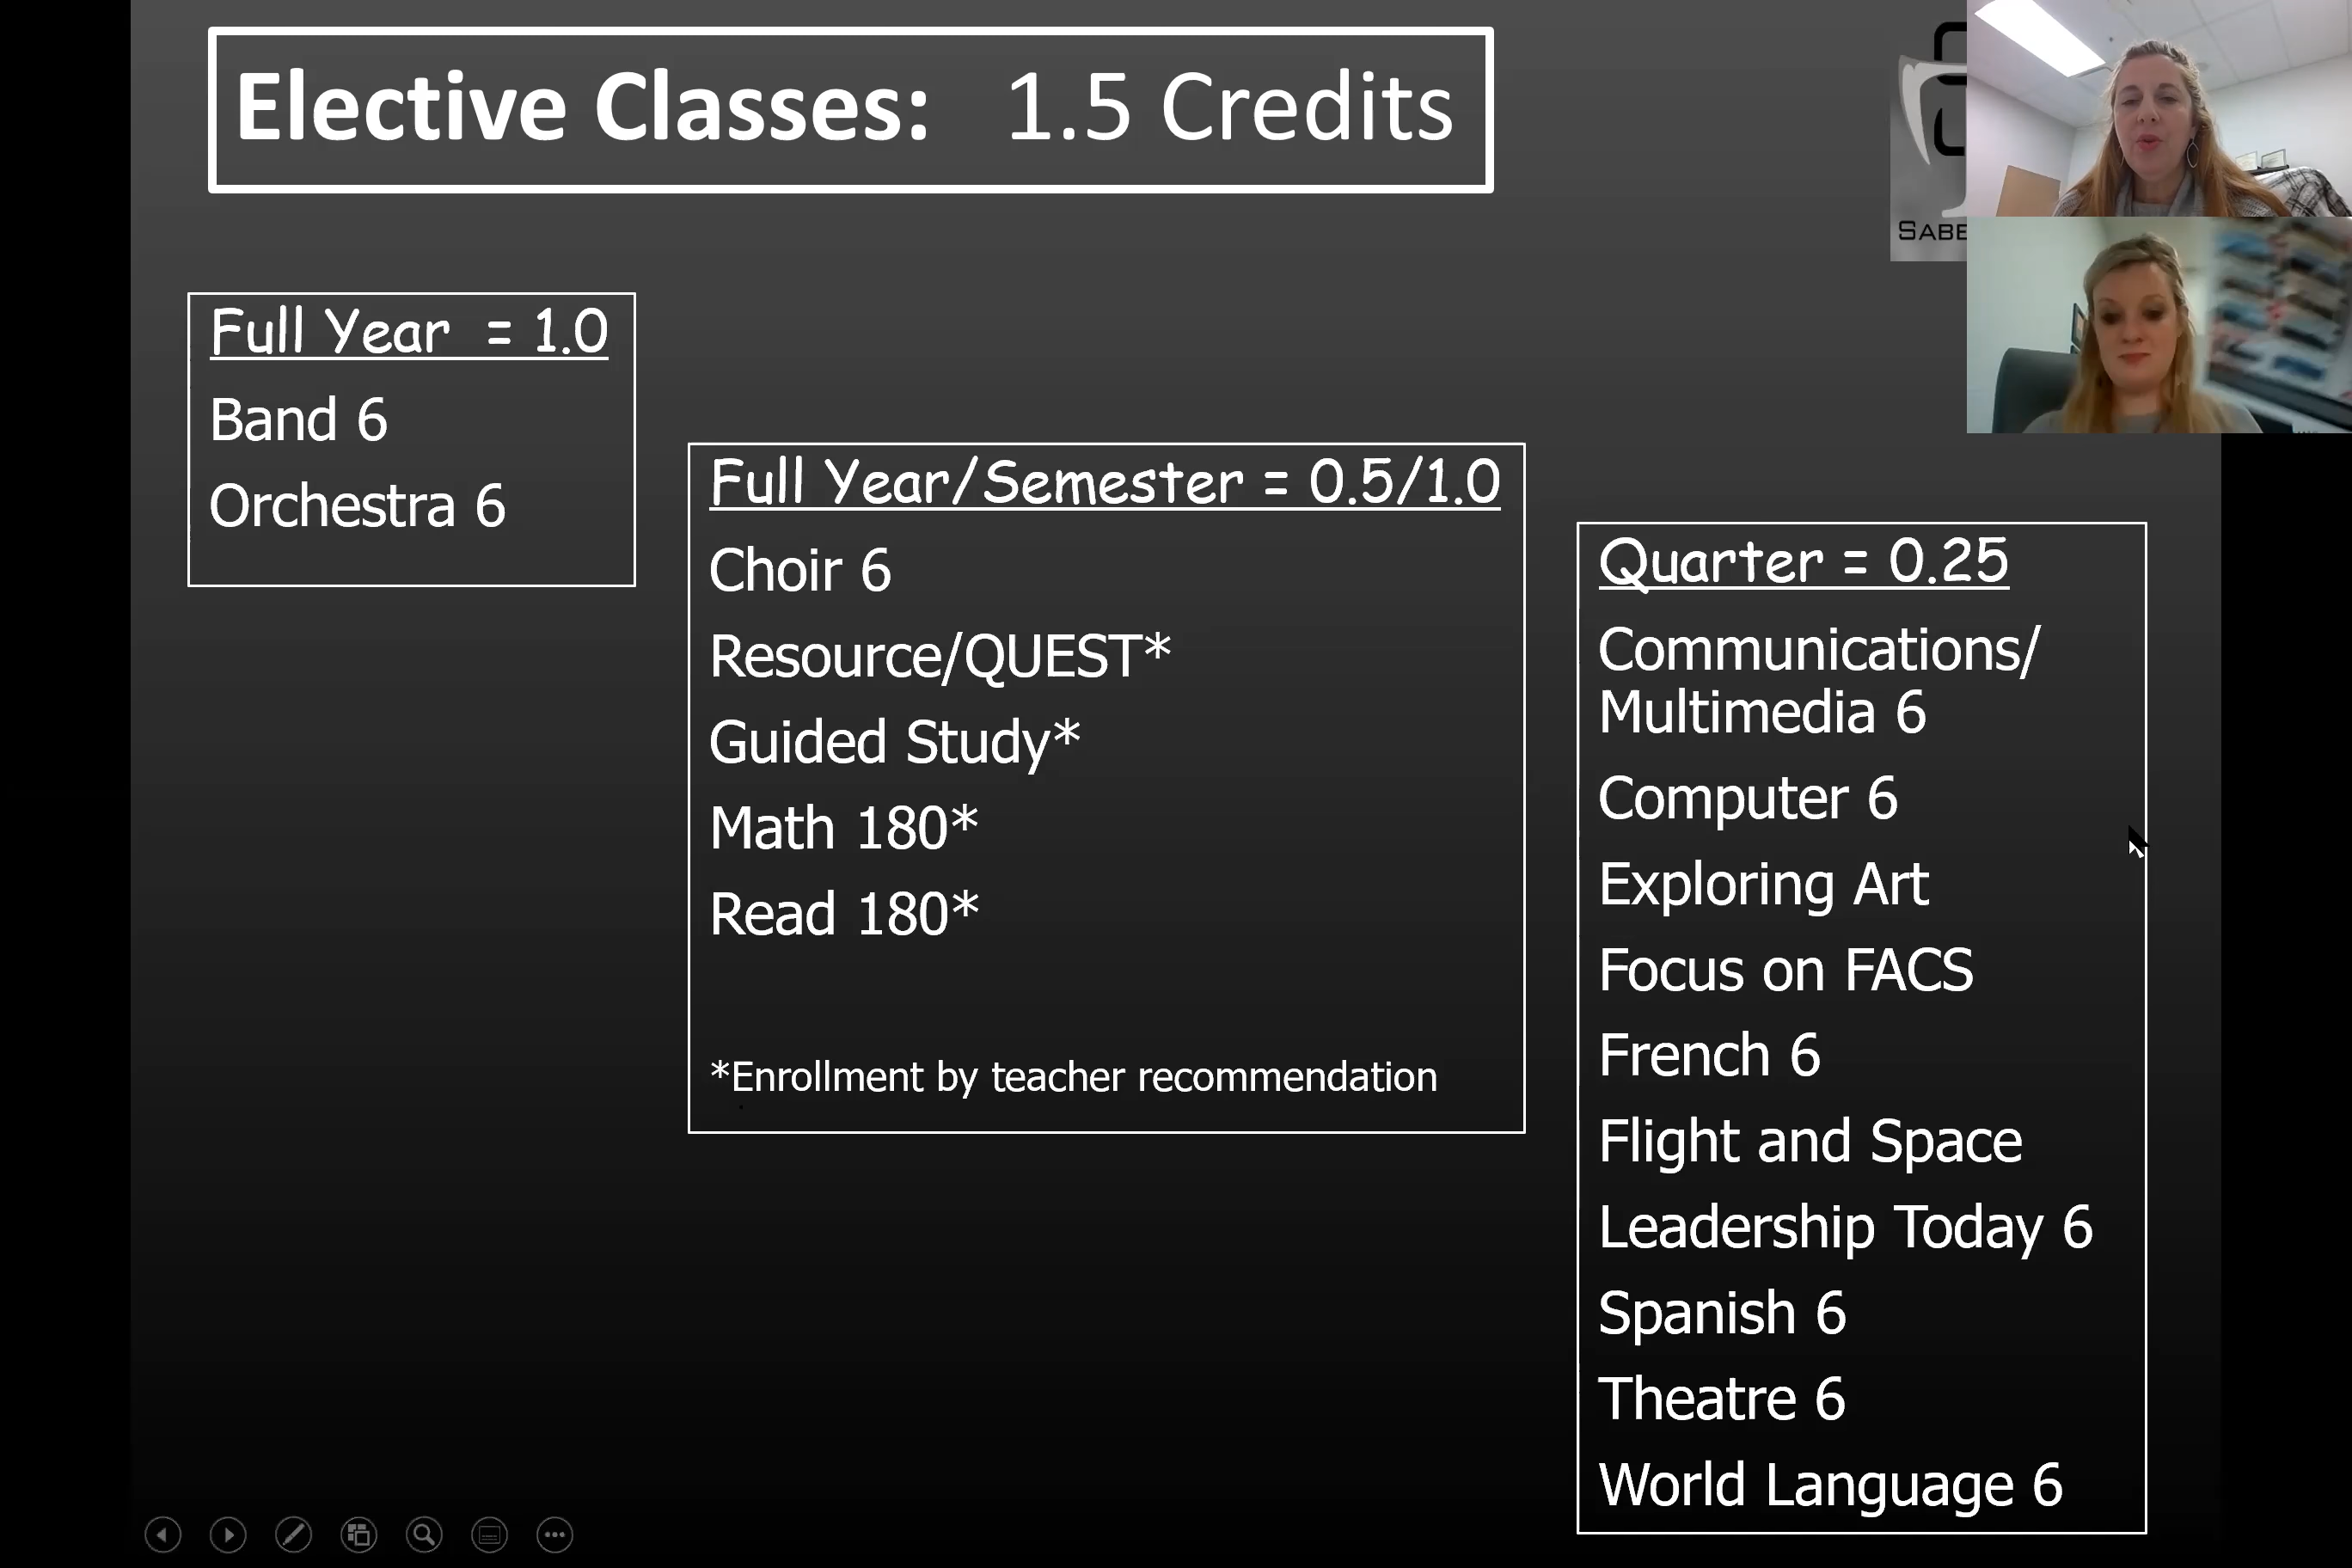 Elective Classes: 1.5 Credits
Full Year = 1.0
Band 6
Orchestra 6
Full Year/Semester = 0.5/1.0
Choir 6
Resource/QUEST*
Guided Study*
Math 180*
Read 180*
*Enrollment by teacher recommendation
Quarter = 0.25
Communications/
Multimedia 6
Computer 6
Exploring Art
Focus on FACS
French 6
Flight and Space
Leadership Today 6
Spanish 6
Theatre 6
World Language 6